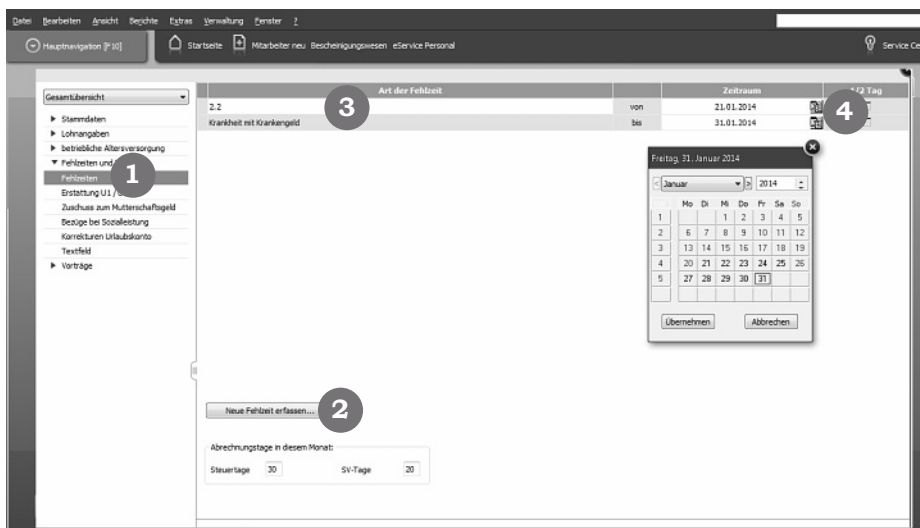 Datei Bearbeiten Ansicht Berichte Extras Verwaltung Fenster ?
Hauptnavigation [F10] Startseite Mitarbeiter neu Bescheinigungswesen eService Personal Service Ce
Gesamtübersicht
Stammdaten
Lohnangaben
betriebliche Altersversorgung
Fehlzeiten und
Fehlzeiten
1
Erstattung U1 /
Zuschuss zum Mutterschaftsgeld
Bezüge bei Sozialleistung
Korrekturen Urlaubskonto
Textfeld
Vorträge
Art der Fehlzeit Zeitraum 1/2 Tag
2.2 von 21.01.2014
3 4
Krankheit mit Krankengeld bis 31.01.2014
Freitag, 31. Januar 2014
< Januar > 2014
Mo Di Mi Do Fr Sa So
1 1 2 3 4 5
2 6 7 8 9 10 11 12
3 13 14 15 16 17 18 19
4 20 21 22 23 24 25 26
5 27 28 29 30 31
Übernehmen Abbrechen
Neue Fehlzeit erfassen... 2
Abrechnungstage in diesem Monat:
Steuertage 30 SV-Tage 20